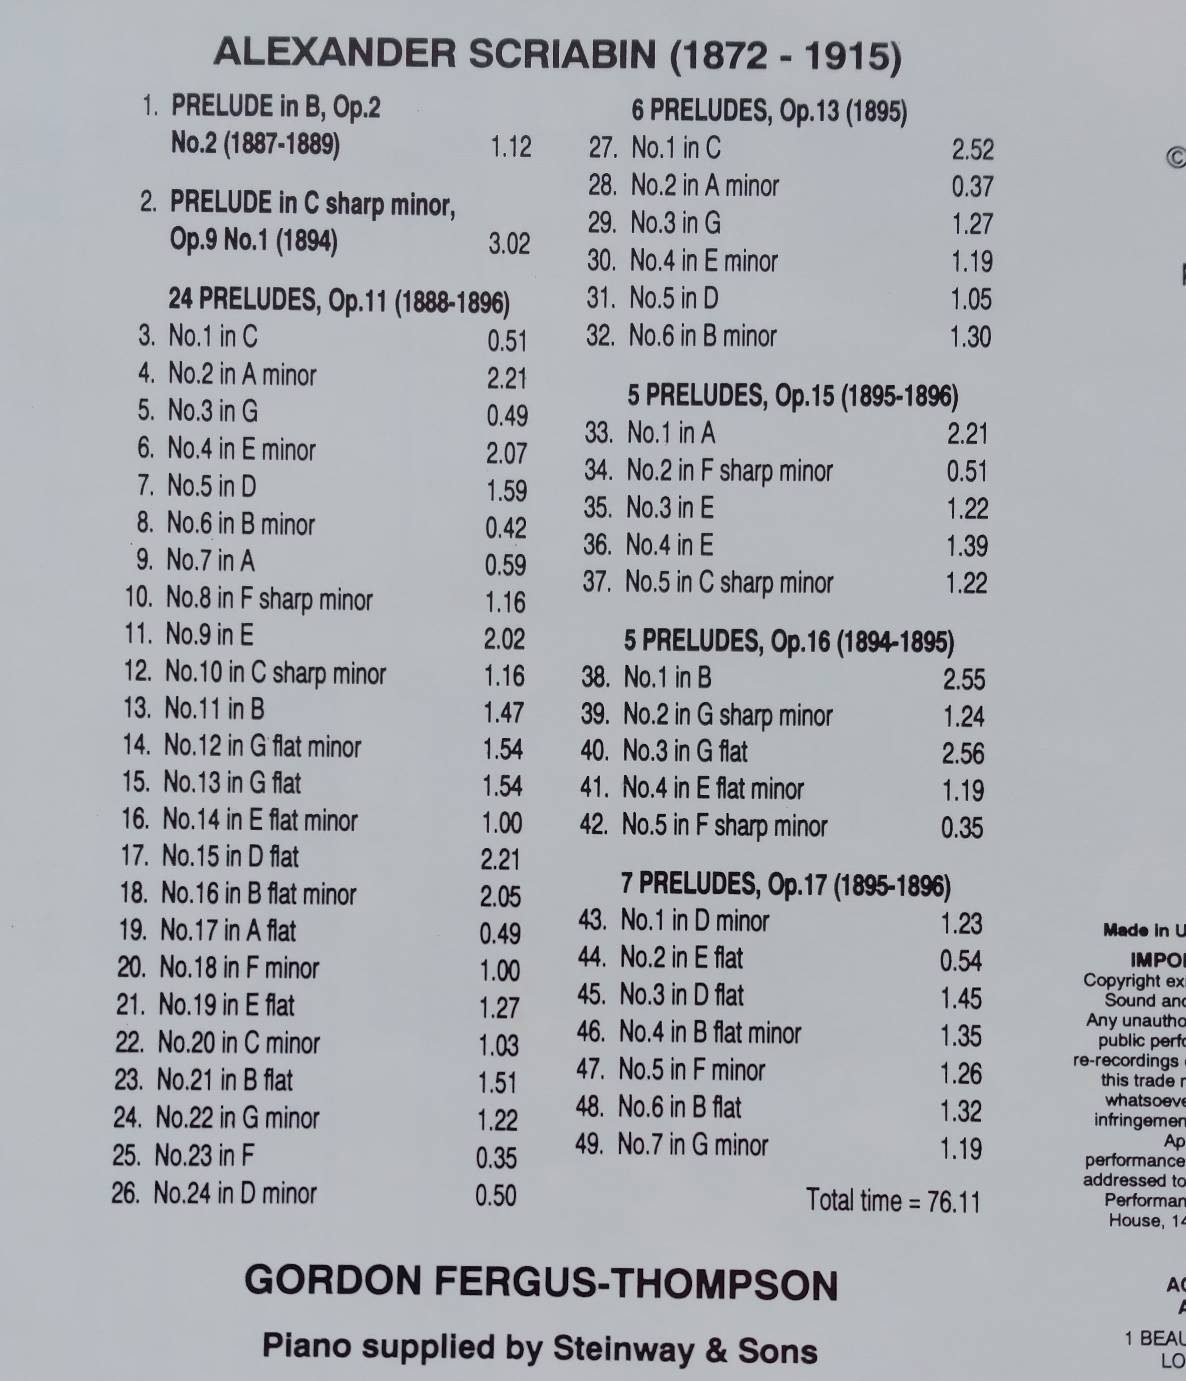 ALEXANDER SCRIABIN (1872 - 1915)
1. PRELUDE in B, Op.2
No.2 (1887-1889) 1.12
2. PRELUDE in C sharp minor,
Op.9 No.1 (1894) 3.02
24 PRELUDES, Op.11 (1888-1896)
3. No.1 in C 0.51
4. No.2 in A minor 2.21
5. No.3 in G 0.49
6. No.4 in E minor 2.07
7. No.5 in D 1.59
8. No.6 in B minor 0.42
9. No.7 in A 0.59
10. No.8 in F sharp minor 1.16
11. No.9 in E 2.02
12. No.10 in C sharp minor 1.16
13. No.11 in B 1.47
14. No.12 in G flat minor 1.54
15. No.13 in G flat 1.54
16. No.14 in E flat minor 1.00
17. No.15 in D flat 2.21
18. No.16 in B flat minor 2.05
19. No.17 in A flat 0.49
20. No.18 in F minor 1.00
21. No.19 in E flat 1.27
22. No.20 in C minor 1.03
23. No.21 in B flat 1.51
24. No.22 in G minor 1.22
25. No.23 in F 0.35
26. No.24 in D minor 0.50
6 PRELUDES, Op.13 (1895)
27. No.1 in C 2.52
28. No.2 in A minor 0.37
29. No.3 in G 1.27
30. No.4 in E minor 1.19
31. No.5 in D 1.05
32. No.6 in B minor 1.30
5 PRELUDES, Op.15 (1895-1896)
33. No.1 in A 2.21
34. No.2 in F sharp minor 0.51
35. No.3 in E 1.22
36. No.4 in E 1.39
37. No.5 in C sharp minor 1.22
5 PRELUDES, Op.16 (1894-1895)
38. No.1 in B 2.55
39. No.2 in G sharp minor 1.24
40. No.3 in G flat 2.56
41. No.4 in E flat minor 1.19
42. No.5 in F sharp minor 0.35
7 PRELUDES, Op.17 (1895-1896)
43. No.1 in D minor 1.23
44. No.2 in E flat 0.54
45. No.3 in D flat 1.45
46. No.4 in B flat minor 1.35
47. No.5 in F minor 1.26
48. No.6 in B flat 1.32
49. No.7 in G minor 1.19
Total time = 76.11
GORDON FERGUS-THOMPSON
Piano supplied by Steinway & Sons
©
Made in U
IMPO
Copyright ex
Sound and
Any unautho
public perfo
re-recordings
this trade
whatsoeve
infringemen
Ap
performance
addressed to
Performan
House, 14
1 BEAU
LO